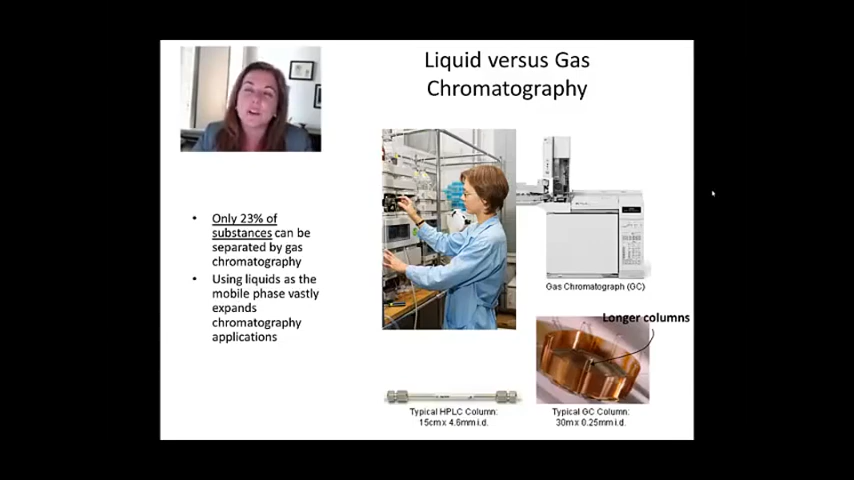 Liquid versus Gas
Chromatography
• Only 23% of
substances can be
separated by gas
chromatography
• Using liquids as the
mobile phase vastly
expands
chromatography
applications
Gas Chromatograph (GC)
Longer columns
Typical HPLC Column:
15cm x 4.6mm i.d.
Typical GC Column:
30m x 0.25mm i.d.